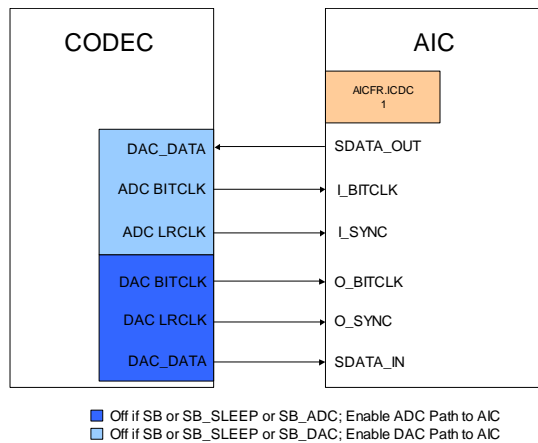 CODEC AIC
AICFR.ICDC
1
DAC_DATA SDATA_OUT
ADC BITCLK I_BITCLK
ADC LRCLK I_SYNC
DAC BITCLK O_BITCLK
DAC LRCLK O_SYNC
DAC_DATA SDATA_IN
Off if SB or SB_SLEEP or SB_ADC; Enable ADC Path to AIC
Off if SB or SB_SLEEP or SB_DAC; Enable DAC Path to AIC